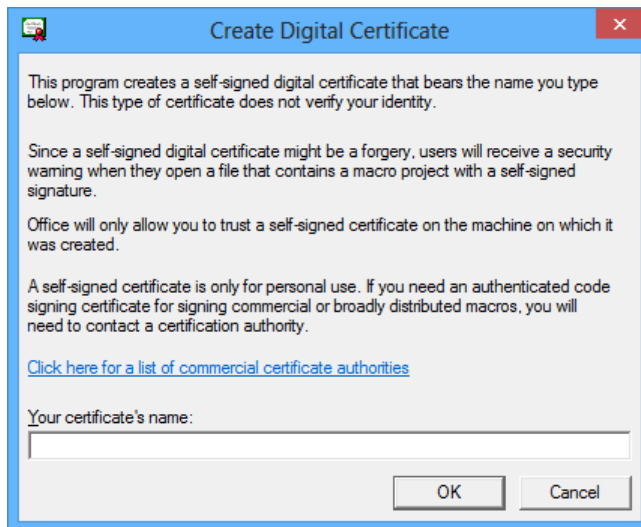 Create Digital Certificate
This program creates a self-signed digital certificate that bears the name you type
below. This type of certificate does not verify your identity.
Since a self-signed digital certificate might be a forgery, users will receive a security
warning when they open a file that contains a macro project with a self-signed
signature.
Office will only allow you to trust a self-signed certificate on the machine on which it
was created.
A self-signed certificate is only for personal use. If you need an authenticated code
signing certificate for signing commercial or broadly distributed macros, you will
need to contact a certification authority.
Click here for a list of commercial certificate authorities
Your certificate's name:
OK
Cancel